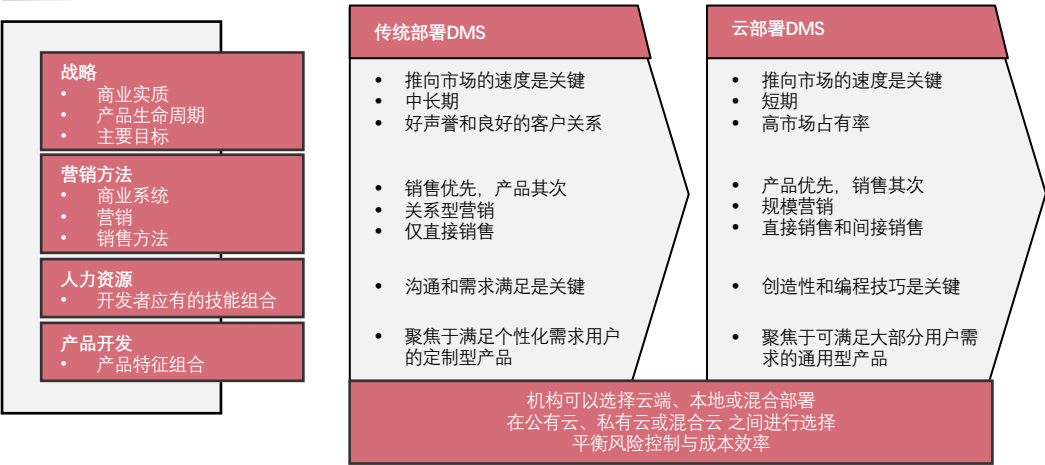 战略
• 商业实质
• 产品生命周期
• 主要目标
营销方法
• 商业系统
• 营销
• 销售方法
人力资源
• 开发者应有的技能组合
产品开发
• 产品特征组合
传统部署DMS
• 推向市场的速度是关键
• 中长期
• 好声誉和良好的客户关系
• 销售优先，产品其次
• 关系型营销
• 仅直接销售
• 沟通和需求满足是关键
• 聚焦于满足个性化需求用户
的定制型产品
云部署DMS
• 推向市场的速度是关键
• 短期
• 高市场占有率
• 产品优先，销售其次
• 规模营销
• 直接销售和间接销售
• 创造性和编程技巧是关键
• 聚焦于可满足大部分用户需
求的通用型产品
机构可以选择云端、本地或混合部署
在公有云、私有云或混合云 之间进行选择
平衡风险控制与成本效率